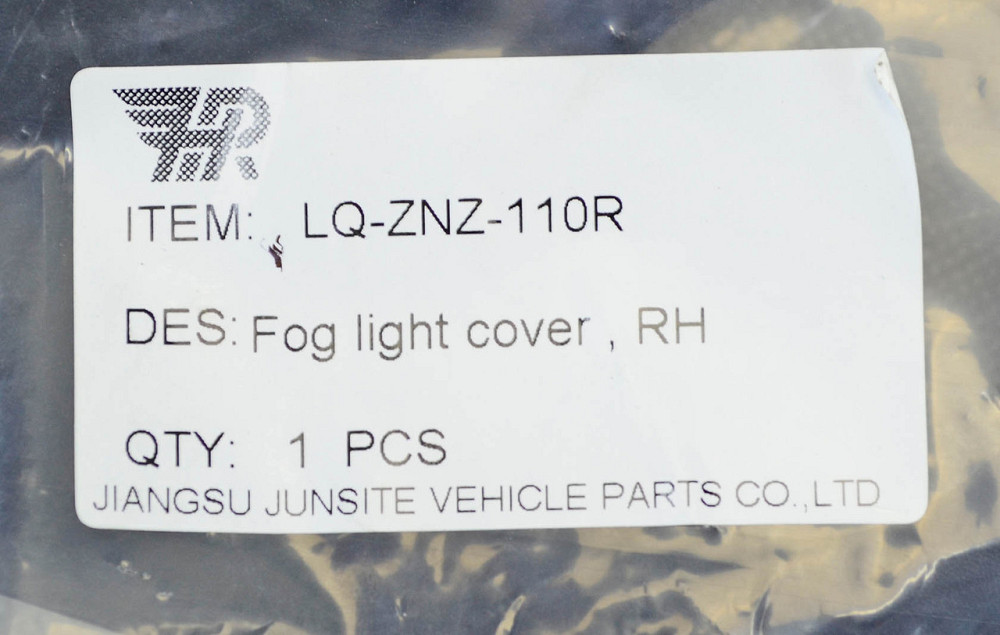 ITEM: LQ-ZNZ-110R
DES: Fog light cover , RH
QTY: 1 PCS
JIANGSU JUNSITE VEHICLE PARTS CO.,LTD